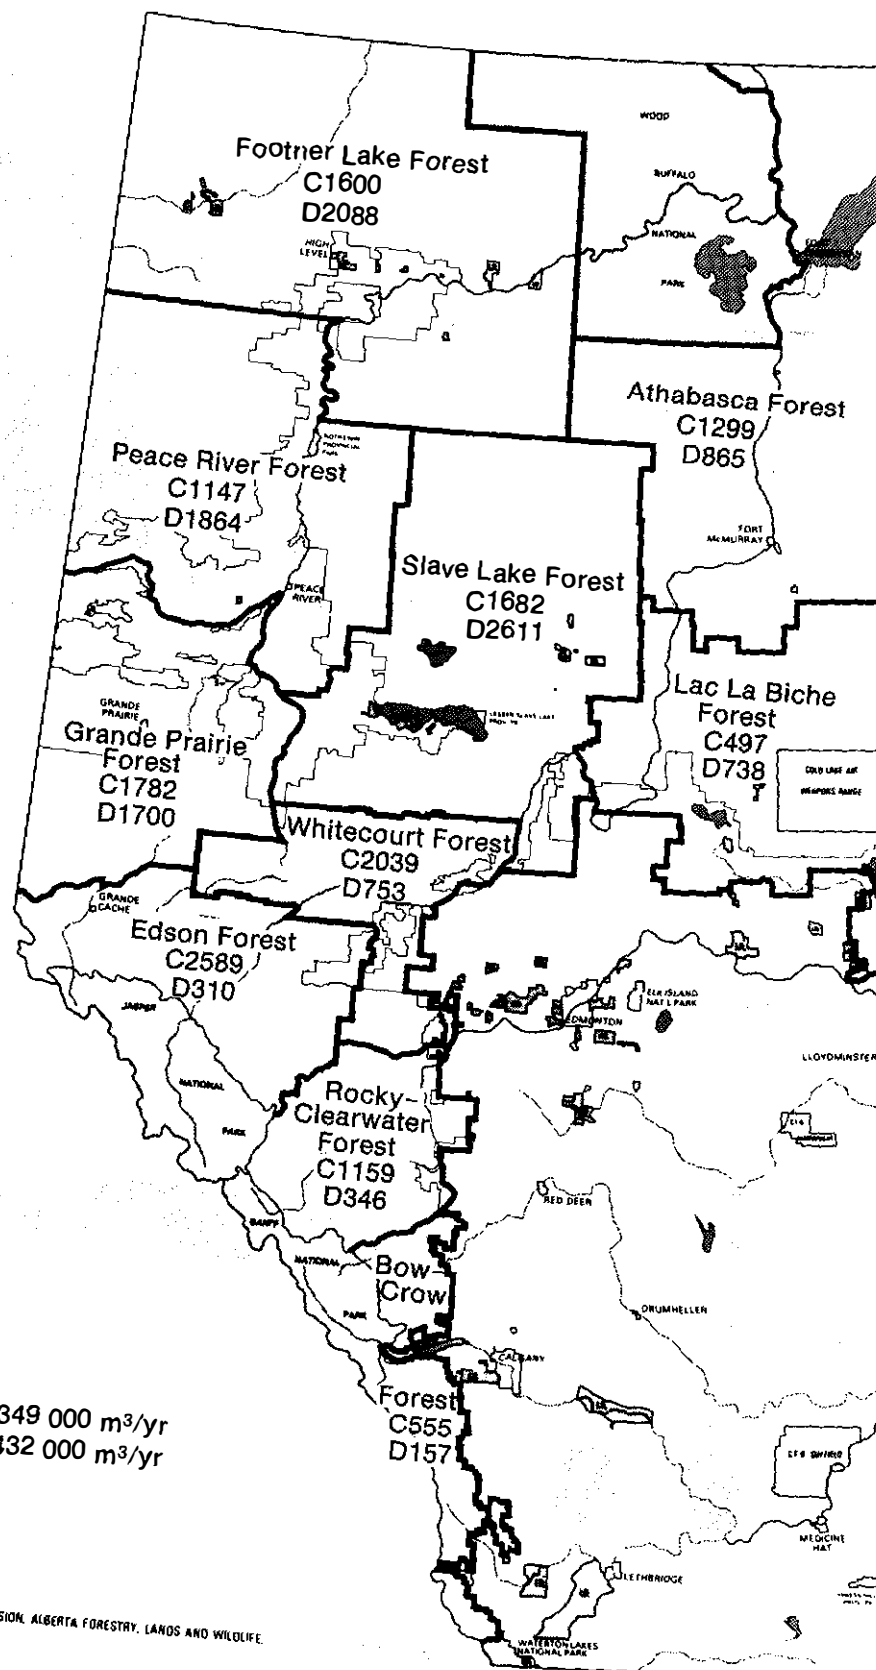 WOOD
BUFFALO
NATIONAL
PARK
Footner Lake Forest
C1600
D2088
HIGH
LEVEL
Athabasca Forest
C1299
D865
FORT
McMURRAY
Peace River Forest
C1147
D1864
PEACE
RIVER
Slave Lake Forest
C1682
D2611
Lac La Biche
Forest
C497
D738
COLD LAKE AIR
WEAPONS RANGE
GRANDE
PRAIRIE
Grande Prairie
Forest
C1782
D1700
Whitecourt Forest
C2039
D753
GRANDE
CACHE
Edson Forest
C2589
D310
JASPER
NATIONAL
PARK
ELK ISLAND
NAT'L PARK
EDMONTON
LLOYDMINSTER
Rocky-
Clearwater
Forest
C1159
D346
RED DEER
BANFF
NATIONAL
PARK
Bow-
Crow
DRUMHELLER
CALGARY
Forest
C555
D157
349 000 m³/yr
432 000 m³/yr
MEDICINE
HAT
LETHBRIDGE
WATERTON LAKES
NATIONAL PARK
SION, ALBERTA FORESTRY, LANDS AND WILDLIFE.